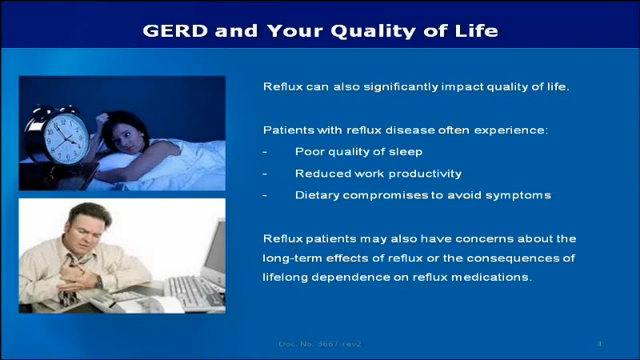 GERD and Your Quality of Life
Reflux can also significantly impact quality of life.
Patients with reflux disease often experience:
- Poor quality of sleep
- Reduced work productivity
- Dietary compromises to avoid symptoms
Reflux patients may also have concerns about the
long-term effects of reflux or the consequences of
lifelong dependence on reflux medications.
Doc. No. 3667 rev2
4